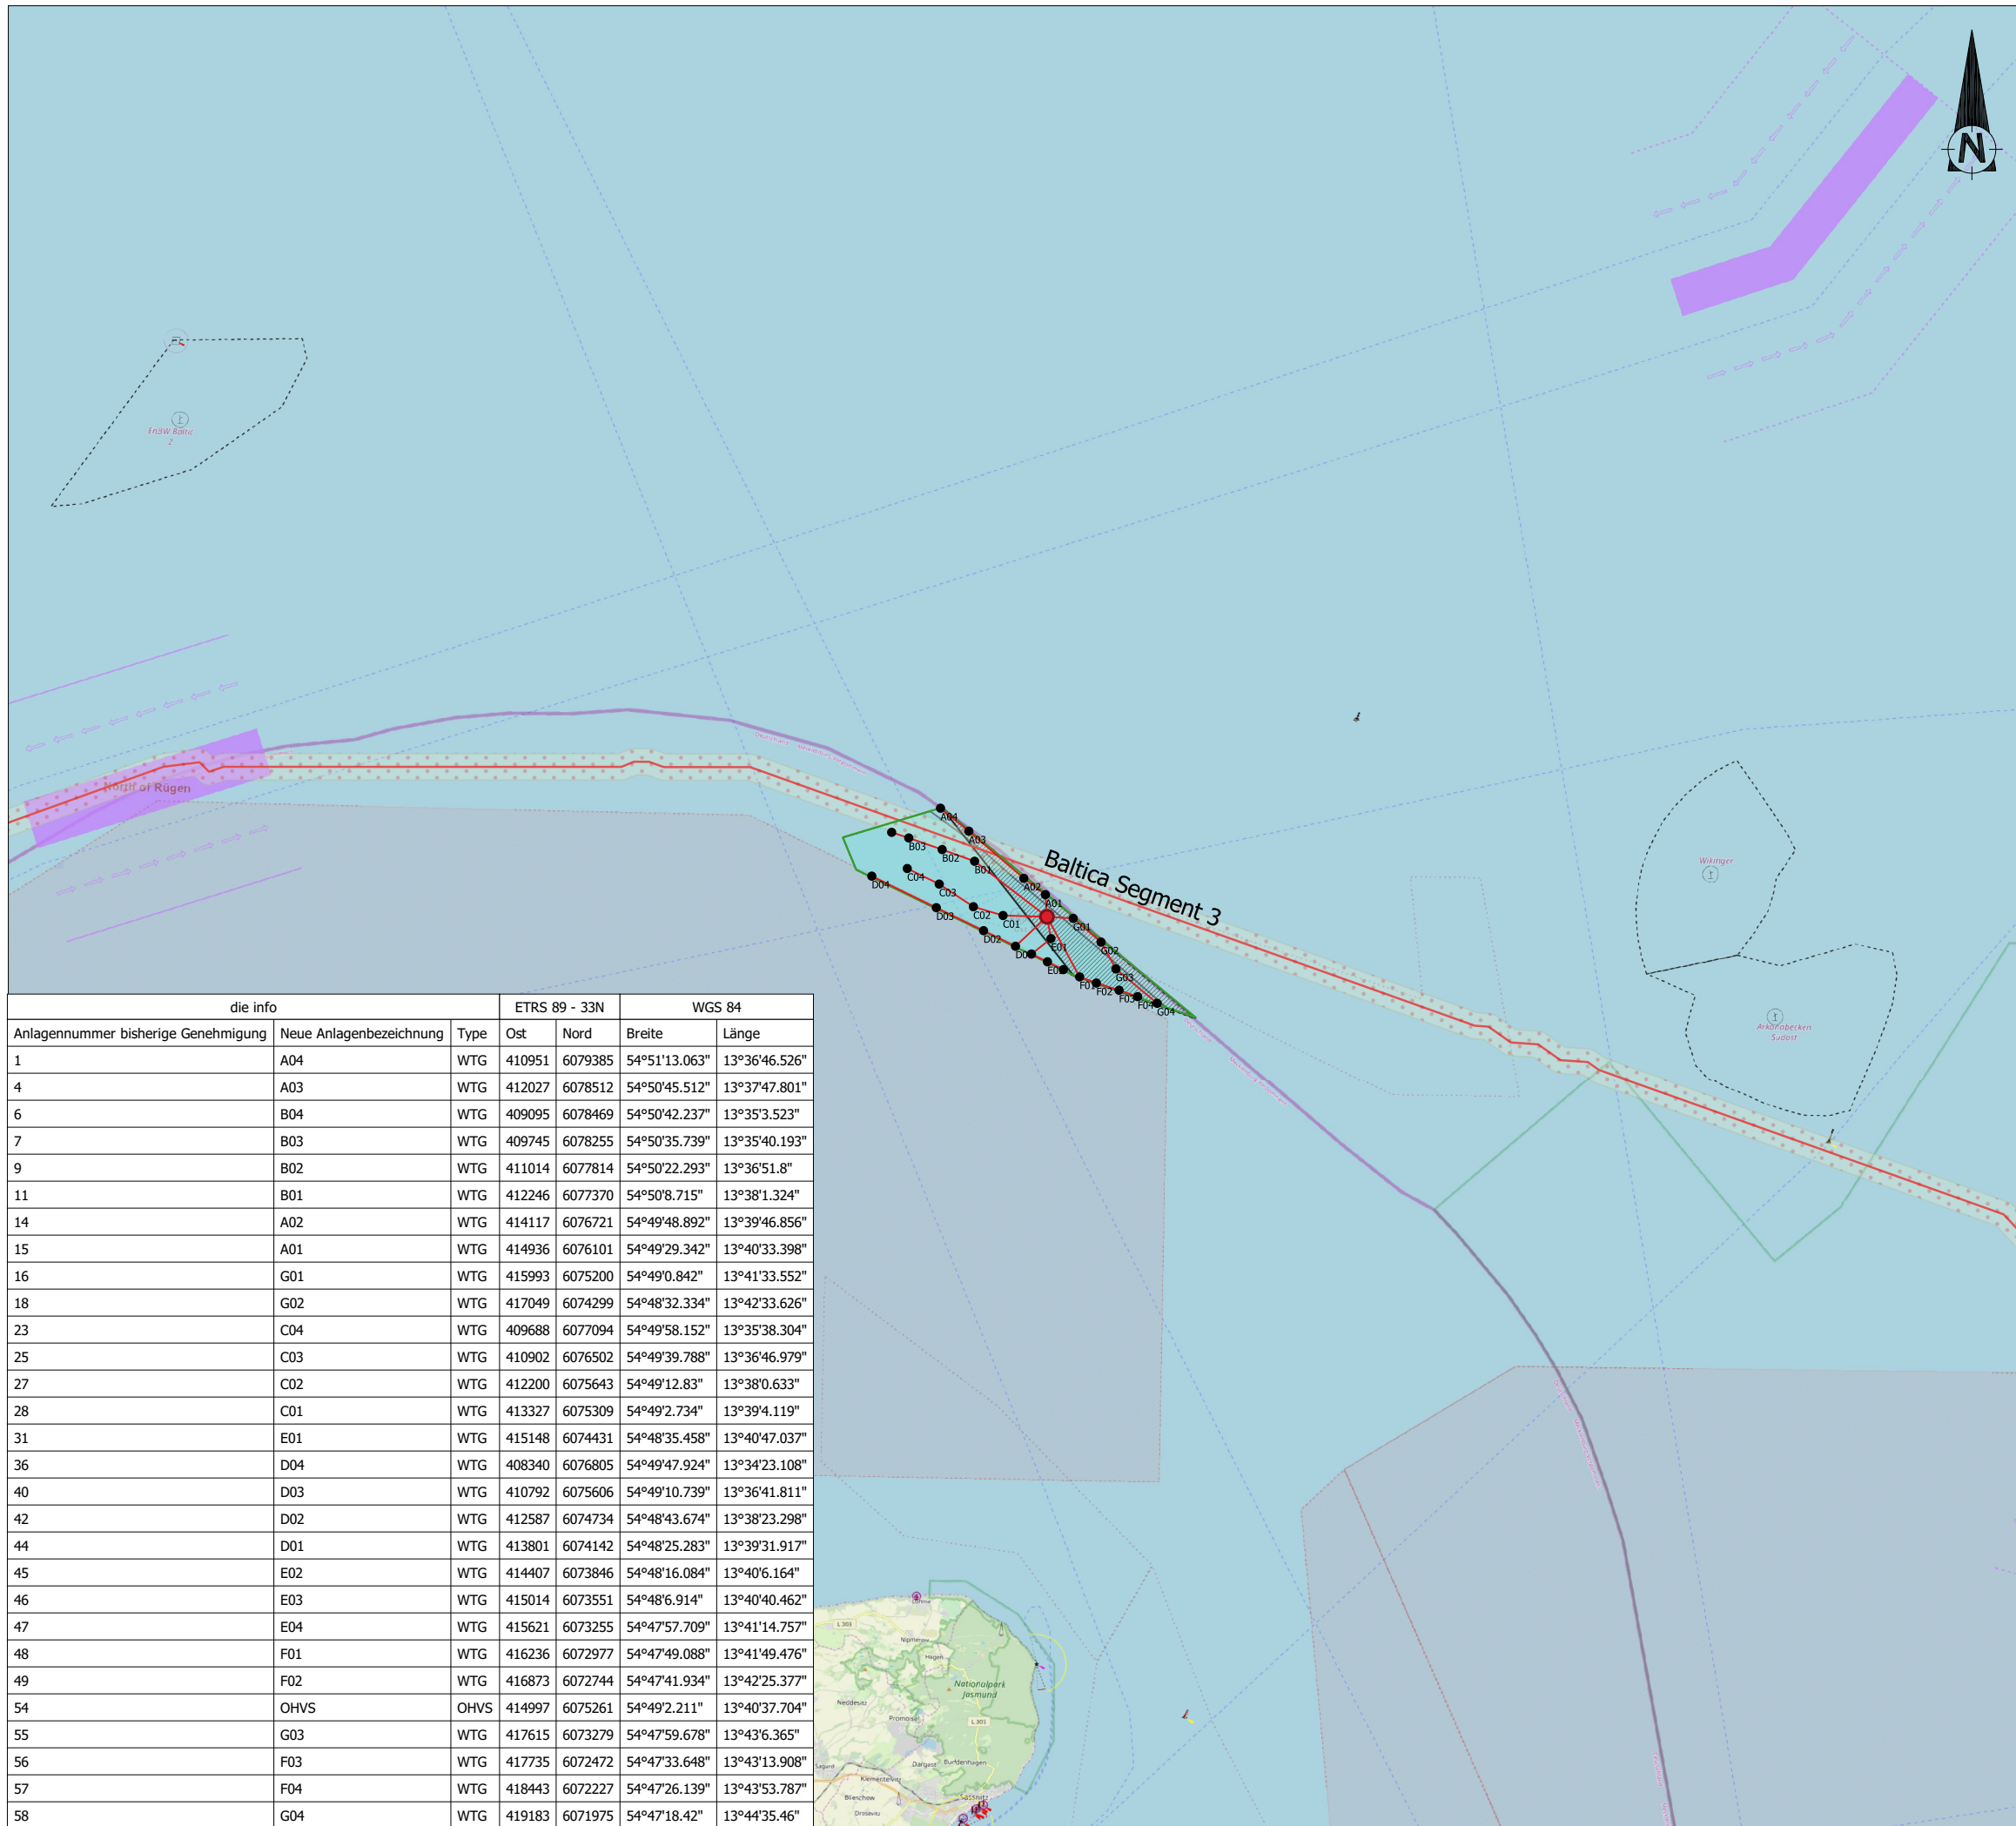 N
EnBW Baltic
2
North of Rügen
A04
A03
B03
B02
B01
C04
D04
C03
A02
A01
Baltica Segment 3
D03
C02
C01
G01
D02
E01
G02
D01
E02
G03
F01
F02
F03
F04
G04
Wikinger
Arkonabecken
Südost
die info ETRS 89 - 33N WGS 84
Anlagennummer bisherige Genehmigung Neue Anlagenbezeichnung Type Ost Nord Breite Länge
1 A04 WTG 410951 6079385 54°51'13.063" 13°36'46.526"
4 A03 WTG 412027 6078512 54°50'45.512" 13°37'47.801"
6 B04 WTG 409095 6078469 54°50'42.237" 13°35'3.523"
7 B03 WTG 409745 6078255 54°50'35.739" 13°35'40.193"
9 B02 WTG 411014 6077814 54°50'22.293" 13°36'51.8"
11 B01 WTG 412246 6077370 54°50'8.715" 13°38'1.324"
14 A02 WTG 414117 6076721 54°49'48.892" 13°39'46.856"
15 A01 WTG 414936 6076101 54°49'29.342" 13°40'33.398"
16 G01 WTG 415993 6075200 54°49'0.842" 13°41'33.552"
18 G02 WTG 417049 6074299 54°48'32.334" 13°42'33.626"
23 C04 WTG 409688 6077094 54°49'58.152" 13°35'38.304"
25 C03 WTG 410902 6076502 54°49'39.788" 13°36'46.979"
27 C02 WTG 412200 6075643 54°49'12.83" 13°38'0.633"
28 C01 WTG 413327 6075309 54°49'2.734" 13°39'4.119"
31 E01 WTG 415148 6074431 54°48'35.458" 13°40'47.037"
36 D04 WTG 408340 6076805 54°49'47.924" 13°34'23.108"
40 D03 WTG 410792 6075606 54°49'10.739" 13°36'41.811"
42 D02 WTG 412587 6074734 54°48'43.674" 13°38'23.298"
44 D01 WTG 413801 6074142 54°48'25.283" 13°39'31.917"
45 E02 WTG 414407 6073846 54°48'16.084" 13°40'6.164"
46 E03 WTG 415014 6073551 54°48'6.914" 13°40'40.462"
47 E04 WTG 415621 6073255 54°47'57.709" 13°41'14.757"
48 F01 WTG 416236 6072977 54°47'49.088" 13°41'49.476"
49 F02 WTG 416873 6072744 54°47'41.934" 13°42'25.377"
54 OHVS OHVS 414997 6075261 54°49'2.211" 13°40'37.704"
55 G03 WTG 417615 6073279 54°47'59.678" 13°43'6.365"
56 F03 WTG 417735 6072472 54°47'33.648" 13°43'13.908"
57 F04 WTG 418443 6072227 54°47'26.139" 13°43'53.787"
58 G04 WTG 419183 6071975 54°47'18.42" 13°44'35.46"
Lohme
L 303
Nipmerow
Hagen
Nationalpark
Jasmund
Neddesitz
Promoisel
L 303
Sagard
Dargast
Buddenhagen
Klementelvitz
Blieschow
Drosevitz
Sassnitz